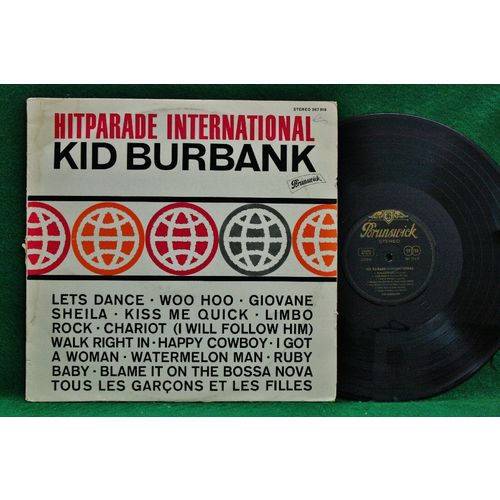 STEREO 267 918
HITPARADE INTERNATIONAL
KID BURBANK
Brunswick
LETS DANCE · WOO HOO · GIOVANE
SHEILA · KISS ME QUICK · LIMBO
ROCK · CHARIOT (I WILL FOLLOW HIM)
WALK RIGHT IN · HAPPY COWBOY · I GOT
A WOMAN · WATERMELON MAN · RUBY
BABY · BLAME IT ON THE BOSSA NOVA
TOUS LES GARÇONS ET LES FILLES
Brunswick
STEREO